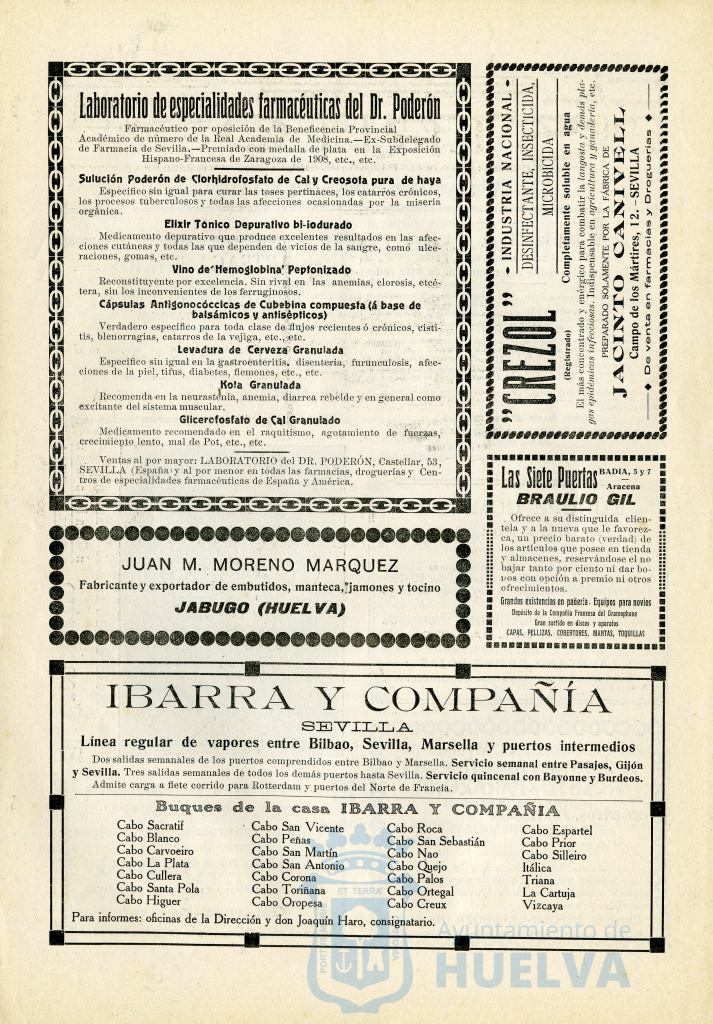 Laboratorio de especialidades farmacéuticas del Dr. Poderón
Farmacéutico por oposición de la Beneficencia Provincial
Académico de número de la Real Academia de Medicina.—Ex-Subdelegado
de Farmacia de Sevilla.—Premiado con medalla de plata en la Exposición
Hispano-Francesa de Zaragoza de 1908, etc., etc.
Sulución Poderón de Clorhidrofosfato de Cal y Creosota pura de haya
Específico sin igual para curar las toses pertinaces, los catarros crónicos,
los procesos tuberculosos y todas las afecciones ocasionadas por la miseria
orgánica.
Elixir Tónico Depurativo bi-iodurado
Medicamento depurativo que produce excelentes resultados en las afec-
ciones cutáneas y todas las que dependen de vicios de la sangre, como ulce-
raciones, gomas, etc.
Vino de Hemoglobina Peptonizado
Reconstituyente por excelencia. Sin rival en las anemias, clorosis, etcé-
tera, sin los inconvenientes de los ferruginosos.
Cápsulas Antigonocóccicas de Cubebina compuesta (á base de
balsámicos y antisépticos)
Verdadero específico para toda clase de flujos recientes ó crónicos, cisti-
tis, blenorragias, catarros de la vejiga, etc., etc.
Levadura de Cerveza Granulada
Específico sin igual en la gastroenteritis, disentería, furunculosis, afec-
ciones de la piel, tifus, diabetes, flemones, etc., etc.
Kola Granulada
Recomenda en la neurastenia, anemia, diarrea rebelde y en general como
excitante del sistema muscular.
Glicerofosfato de Cal Granulado
Medicamento recomendado en el raquitismo, agotamiento de fuerzas,
crecimiento lento, mal de Pot, etc., etc.
Ventas al por mayor: LABORATORIO del DR. PODERÓN, Castellar, 53,
SEVILLA (España) y al por menor en todas las farmacias, droguerías y Cen-
tros de especialidades farmacéuticas de España y América.
„CREZOL”
(Registrado)
- INDUSTRIA NACIONAL -
DESINFECTANTE, INSECTICIDA,
MICROBICIDA
Completamente soluble en agua
El más concentrado y enérgico para combatir la langosta y demás pla-
gas epidémicas infecciosas. Indispensable en agricultura y ganadería, etc.
PREPARADO SOLAMENTE POR LA FÁBRICA DE
JACINTO CANIVELL
Campo de los Mártires, 12. - SEVILLA
◆ De venta en farmacias y Droguerías ◆
Las Siete Puertas BADIA, 5 y 7
Aracena
BRAULIO GIL
Ofrece a su distinguida clien-
tela y a la nueva que le favorez-
ca, un precio barato (verdad) de
los artículos que posee en tienda
y almacenes, reservándose el no
bajar tanto por ciento ni dar bo-
nos con opción a premio ni otros
ofrecimientos.
Grandes existencias en pañería. Equipos para novios
Depósito de la Compañía Francesa del Gramophone
Gran surtido en discos y aparatos
CAPAS, PELLIZAS, COBERTORES, MANTAS, TOQUILLAS
JUAN M. MORENO MARQUEZ
Fabricante y exportador de embutidos, manteca, jamones y tocino
JABUGO (HUELVA)
IBARRA Y COMPAÑÍA
SEVILLA
Línea regular de vapores entre Bilbao, Sevilla, Marsella y puertos intermedios
Dos salidas semanales de los puertos comprendidos entre Bilbao y Marsella. Servicio semanal entre Pasajes, Gijón
y Sevilla. Tres salidas semanales de todos los demás puertos hasta Sevilla. Servicio quincenal con Bayonne y Burdeos.
Admite carga a flete corrido para Rotterdam y puertos del Norte de Francia.
Buques de la casa IBARRA Y COMPAÑIA
Cabo Sacratif
Cabo Blanco
Cabo Carvoeiro
Cabo La Plata
Cabo Cullera
Cabo Santa Pola
Cabo Higuer
Cabo San Vicente
Cabo Peñas
Cabo San Martín
Cabo San Antonio
Cabo Corona
Cabo Toriñana
Cabo Oropesa
Cabo Roca
Cabo San Sebastián
Cabo Nao
Cabo Quejo
Cabo Palos
Cabo Ortegal
Cabo Creux
Cabo Espartel
Cabo Prior
Cabo Silleiro
Itálica
Triana
La Cartuja
Vizcaya
Para informes: oficinas de la Dirección y don Joaquín Haro, consignatario.
Ayuntamiento de
HUELVA